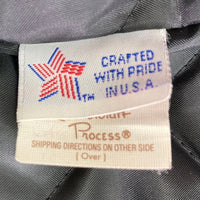 CRAFTED
WITH PRIDE
TM IN U.S.A.
PROCESS®
SHIPPING DIRECTIONS ON OTHER SIDE
(Over)